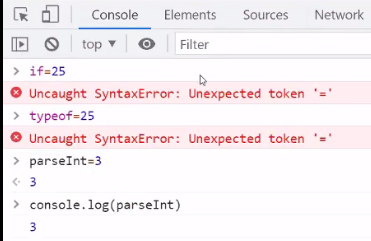 Console Elements Sources Network
top ▼ Filter
> if=25
Uncaught SyntaxError: Unexpected token '='
> typeof=25
Uncaught SyntaxError: Unexpected token '='
> parseInt=3
< 3
> console.log(parseInt)
3